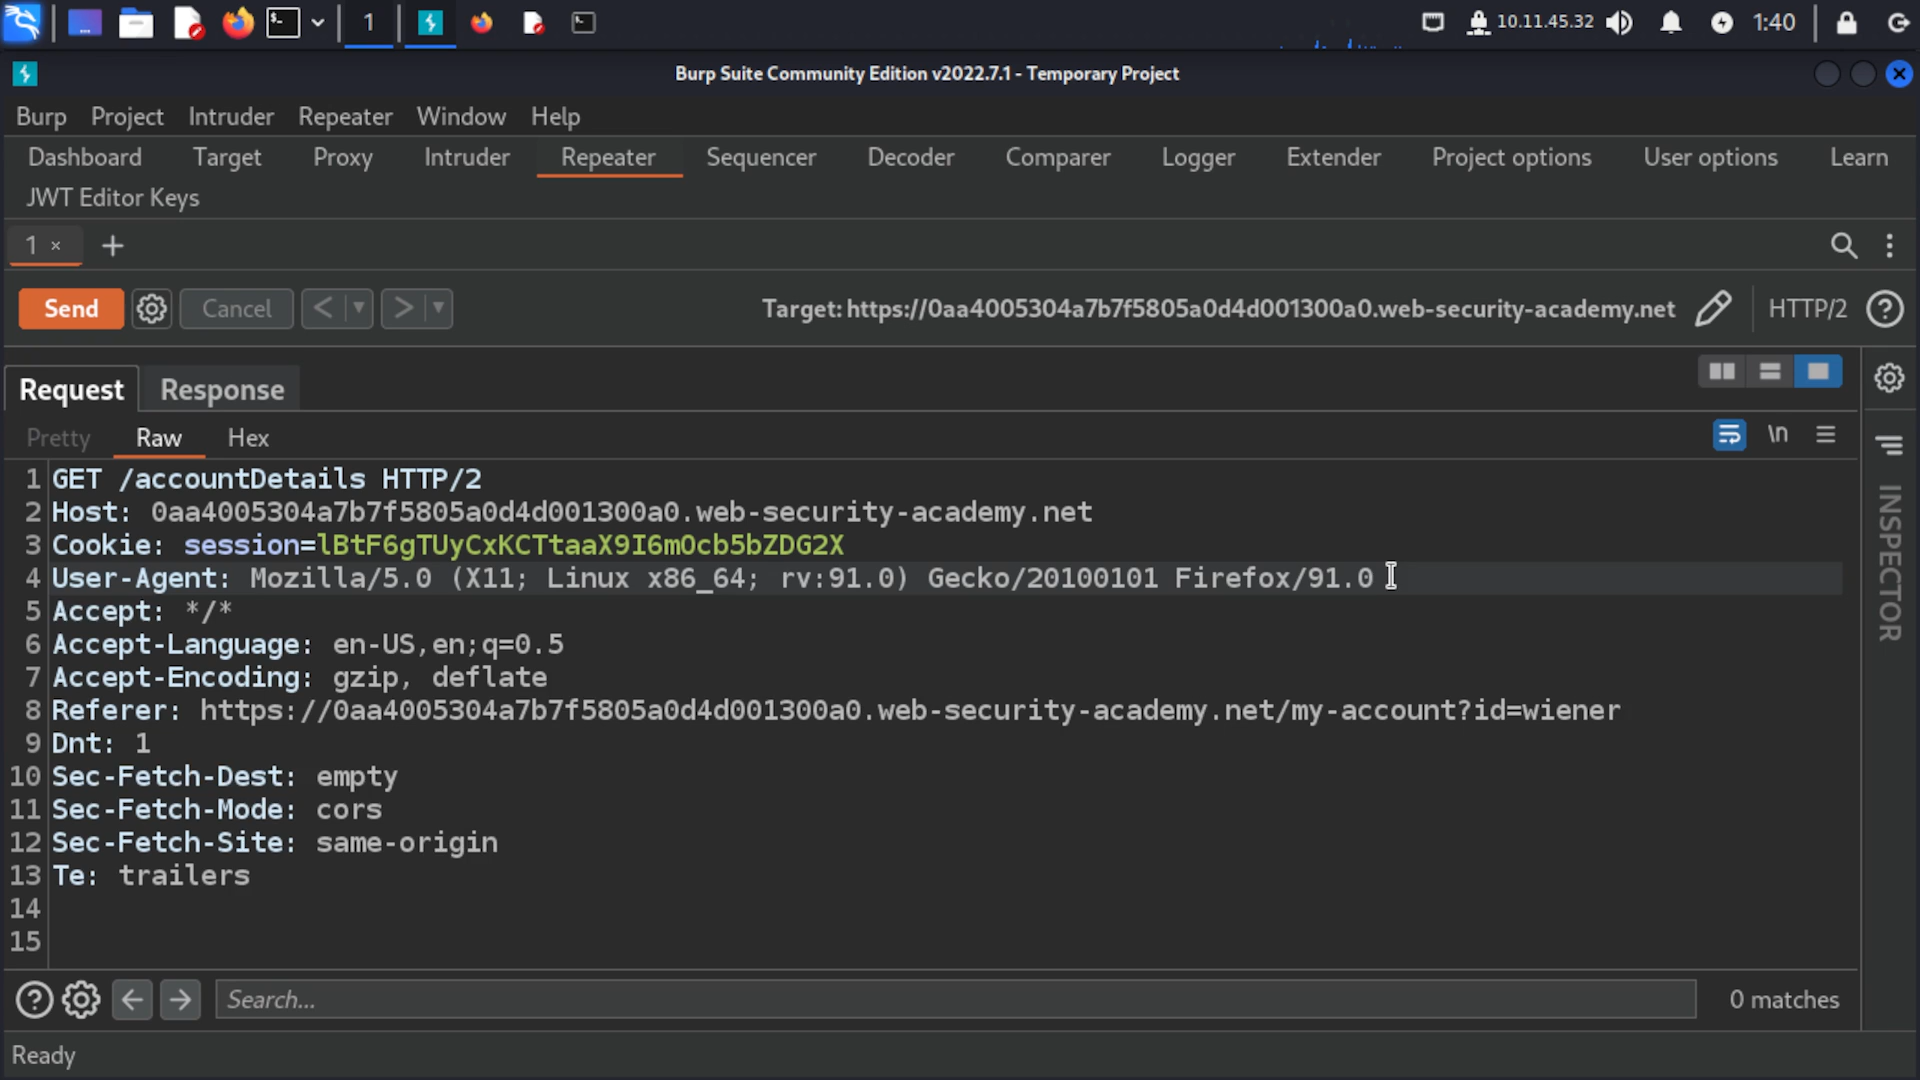 1
10.11.45.32
1:40
Burp Suite Community Edition v2022.7.1 - Temporary Project
Burp Project Intruder Repeater Window Help
Dashboard Target Proxy Intruder Repeater Sequencer Decoder Comparer Logger Extender Project options User options Learn
JWT Editor Keys
1 × +
Send Cancel < > Target: https://0aa4005304a7b7f5805a0d4d001300a0.web-security-academy.net HTTP/2
Request Response
Pretty Raw Hex \n
1 GET /accountDetails HTTP/2
2 Host: 0aa4005304a7b7f5805a0d4d001300a0.web-security-academy.net
3 Cookie: session=lBtF6gTUyCxKCTtaaX9I6mOcb5bZDG2X
4 User-Agent: Mozilla/5.0 (X11; Linux x86_64; rv:91.0) Gecko/20100101 Firefox/91.0
5 Accept: */*
6 Accept-Language: en-US,en;q=0.5
7 Accept-Encoding: gzip, deflate
8 Referer: https://0aa4005304a7b7f5805a0d4d001300a0.web-security-academy.net/my-account?id=wiener
9 Dnt: 1
10 Sec-Fetch-Dest: empty
11 Sec-Fetch-Mode: cors
12 Sec-Fetch-Site: same-origin
13 Te: trailers
14
15
INSPECTOR
Search... 0 matches
Ready